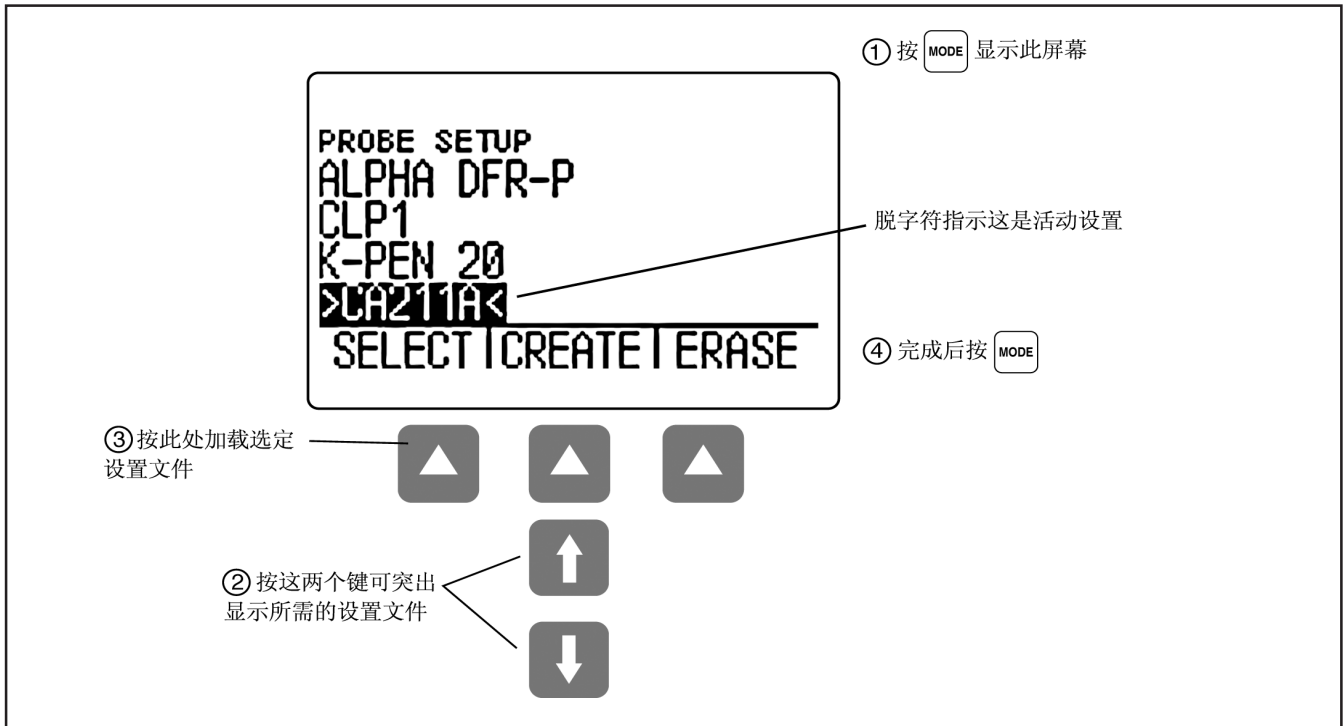 ① 按 MODE 显示此屏幕
PROBE SETUP
ALPHA DFR-P
CLP1
K-PEN 20
>CA211A<
SELECT CREATE ERASE
脱字符指示这是活动设置
④ 完成后按 MODE
③ 按此处加载选定
设置文件
② 按这两个键可突出
显示所需的设置文件